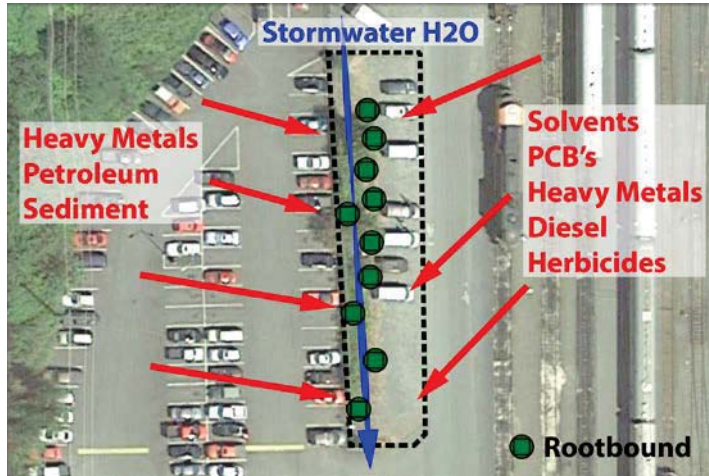 Stormwater H2O
Heavy Metals
Petroleum
Sediment
Solvents
PCB's
Heavy Metals
Diesel
Herbicides
Rootbound